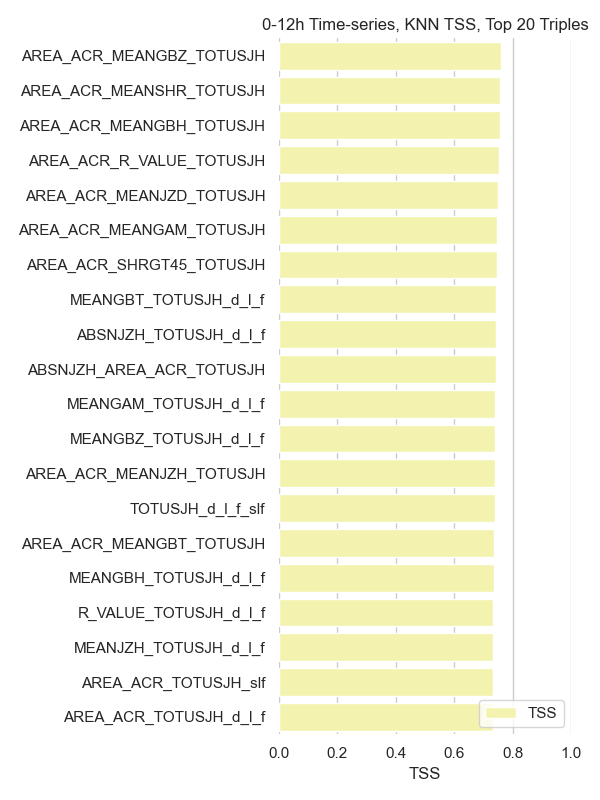 0-12h Time-series, KNN TSS, Top 20 Triples
AREA_ACR_MEANGBZ_TOTUSJH
AREA_ACR_MEANSHR_TOTUSJH
AREA_ACR_MEANGBH_TOTUSJH
AREA_ACR_R_VALUE_TOTUSJH
AREA_ACR_MEANJZD_TOTUSJH
AREA_ACR_MEANGAM_TOTUSJH
AREA_ACR_SHRGT45_TOTUSJH
MEANGBT_TOTUSJH_d_l_f
ABSNJZH_TOTUSJH_d_l_f
ABSNJZH_AREA_ACR_TOTUSJH
MEANGAM_TOTUSJH_d_l_f
MEANGBZ_TOTUSJH_d_l_f
AREA_ACR_MEANJZH_TOTUSJH
TOTUSJH_d_l_f_slf
AREA_ACR_MEANGBT_TOTUSJH
MEANGBH_TOTUSJH_d_l_f
R_VALUE_TOTUSJH_d_l_f
MEANJZH_TOTUSJH_d_l_f
AREA_ACR_TOTUSJH_slf
AREA_ACR_TOTUSJH_d_l_f
TSS
0.0 0.2 0.4 0.6 0.8 1.0
TSS